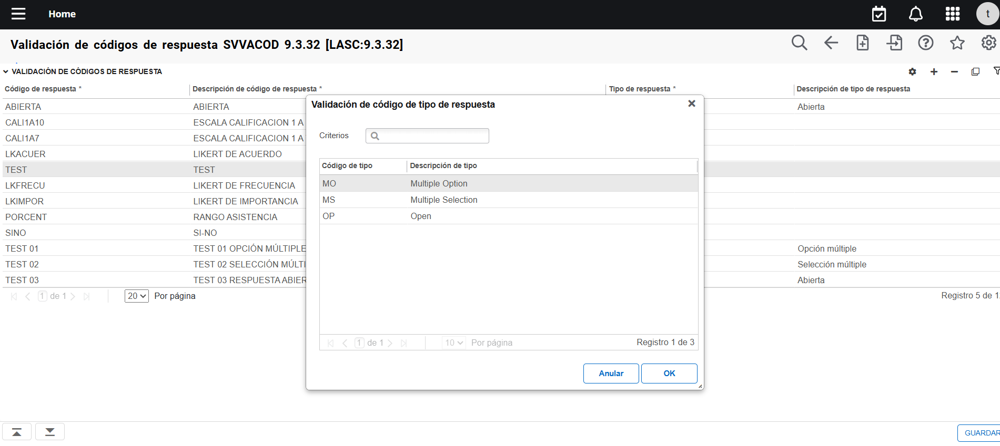 Home
t
Validación de códigos de respuesta SVVACOD 9.3.32 [LASC:9.3.32]
VALIDACIÓN DE CÓDIGOS DE RESPUESTA
Código de respuesta * Descripción de código de respuesta * Tipo de respuesta * Descripción de tipo de respuesta
ABIERTA ABIERTA Abierta
CALI1A10 ESCALA CALIFICACION 1 A
CALI1A7 ESCALA CALIFICACION 1 A
LKACUER LIKERT DE ACUERDO
TEST TEST
LKFRECU LIKERT DE FRECUENCIA
LKIMPOR LIKERT DE IMPORTANCIA
PORCENT RANGO ASISTENCIA
SINO SI-NO
TEST 01 TEST 01 OPCIÓN MÚLTIPLE Opción múltiple
TEST 02 TEST 02 SELECCIÓN MÚLTI Selección múltiple
TEST 03 TEST 03 RESPUESTA ABIER Abierta
1 de 1 20 Por página Registro 5 de
Validación de código de tipo de respuesta
Criterios
Código de tipo Descripción de tipo
MO Multiple Option
MS Multiple Selection
OP Open
1 de 1 10 Por página Registro 1 de 3
Anular OK
GUARDAR